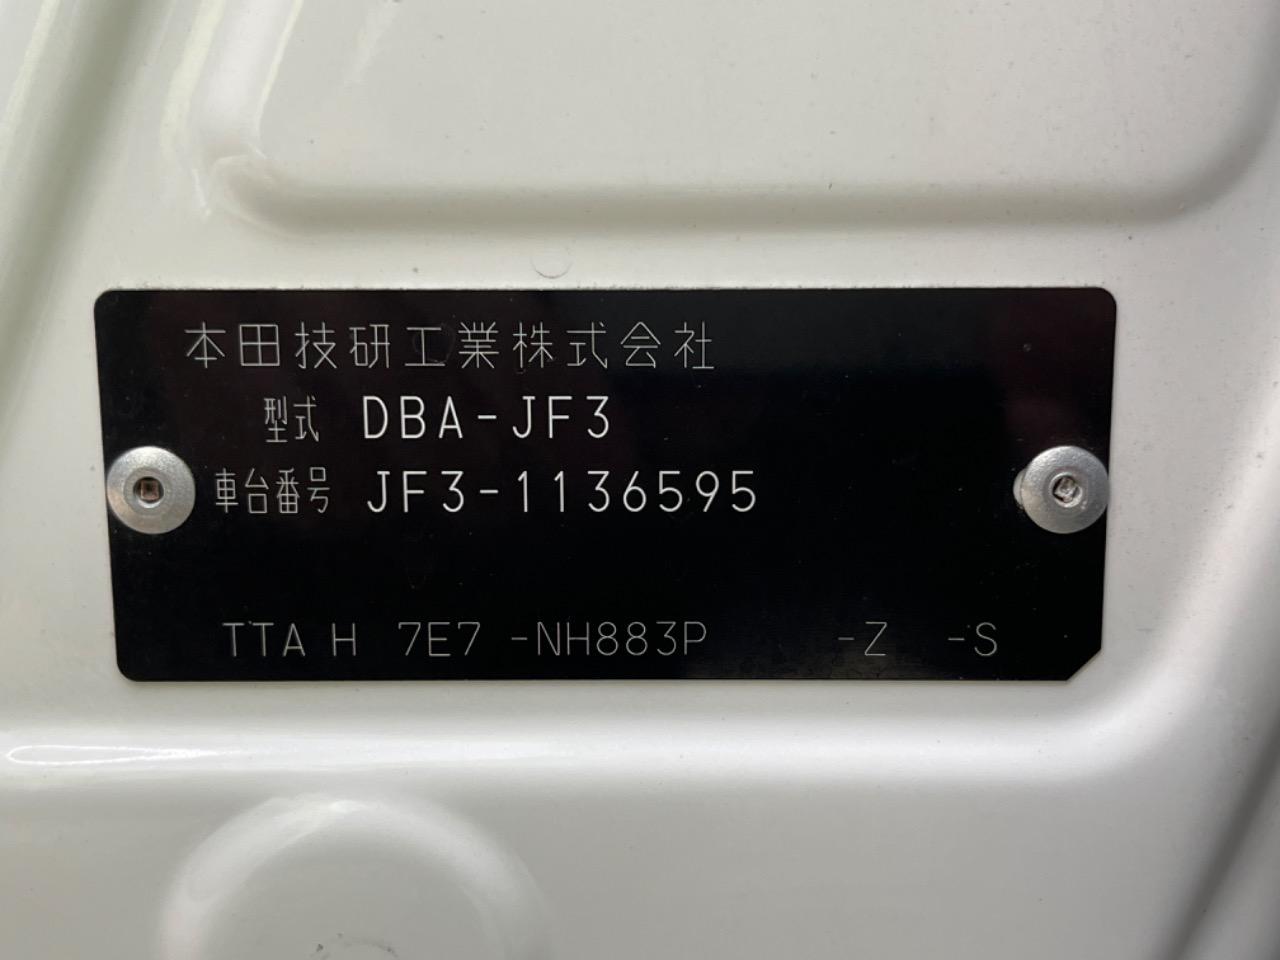 本田技研工業株式会社
型式 DBA-JF3
車台番号 JF3-1136595
TTA H 7E7 -NH883P -Z -S